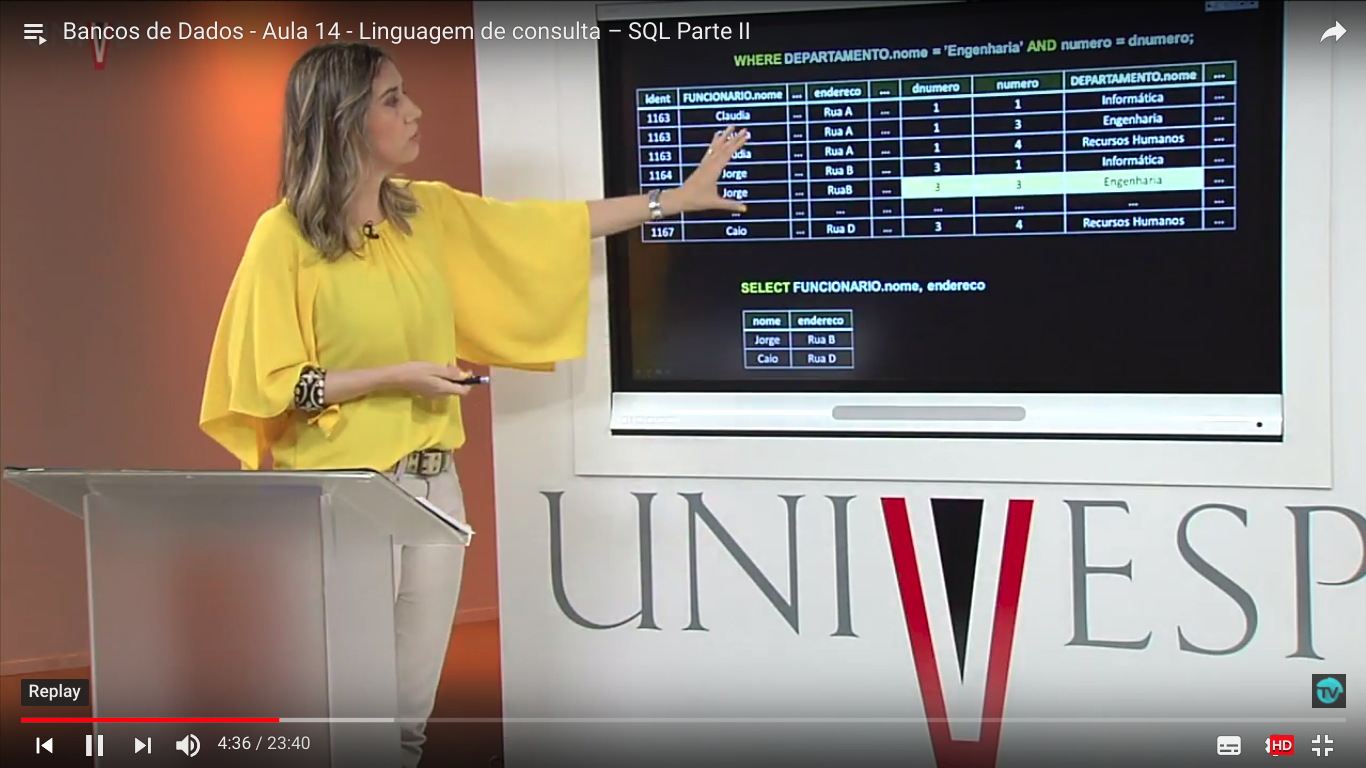 Bancos de Dados - Aula 14 - Linguagem de consulta – SQL Parte II
WHERE DEPARTAMENTO.nome = 'Engenharia' AND numero = dnumero;
Ident FUNCIONARIO.nome ... endereco ... dnumero numero DEPARTAMENTO.nome ...
1163 Claudia ... Rua A ... 1 1 Informática ...
1163 ... Rua A ... 1 3 Engenharia ...
1163 ... Rua A ... 1 4 Recursos Humanos ...
1164 Jorge ... Rua B ... 3 1 Informática ...
Jorge ... RuaB ... 3 3 Engenharia ...
... ... ... ... ... ... ... ...
1167 Caio ... Rua D ... 3 4 Recursos Humanos ...
SELECT FUNCIONARIO.nome, endereco
nome endereco
Jorge Rua B
Caio Rua D
UNIVESP
Replay
TV
4:36 / 23:40
HD